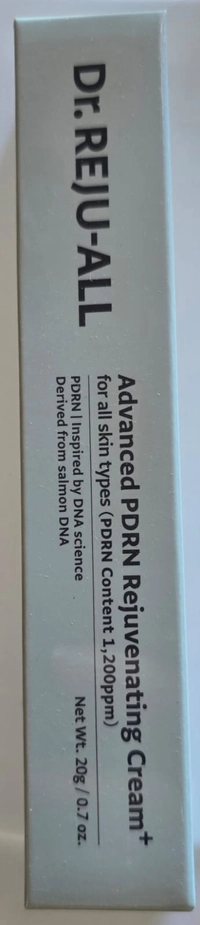 Dr. REJU-ALL
Advanced PDRN Rejuvenating Cream+
for all skin types (PDRN Content 1,200ppm)
PDRN | Inspired by DNA science
Derived from salmon DNA
Net Wt. 20g / 0.7 oz.